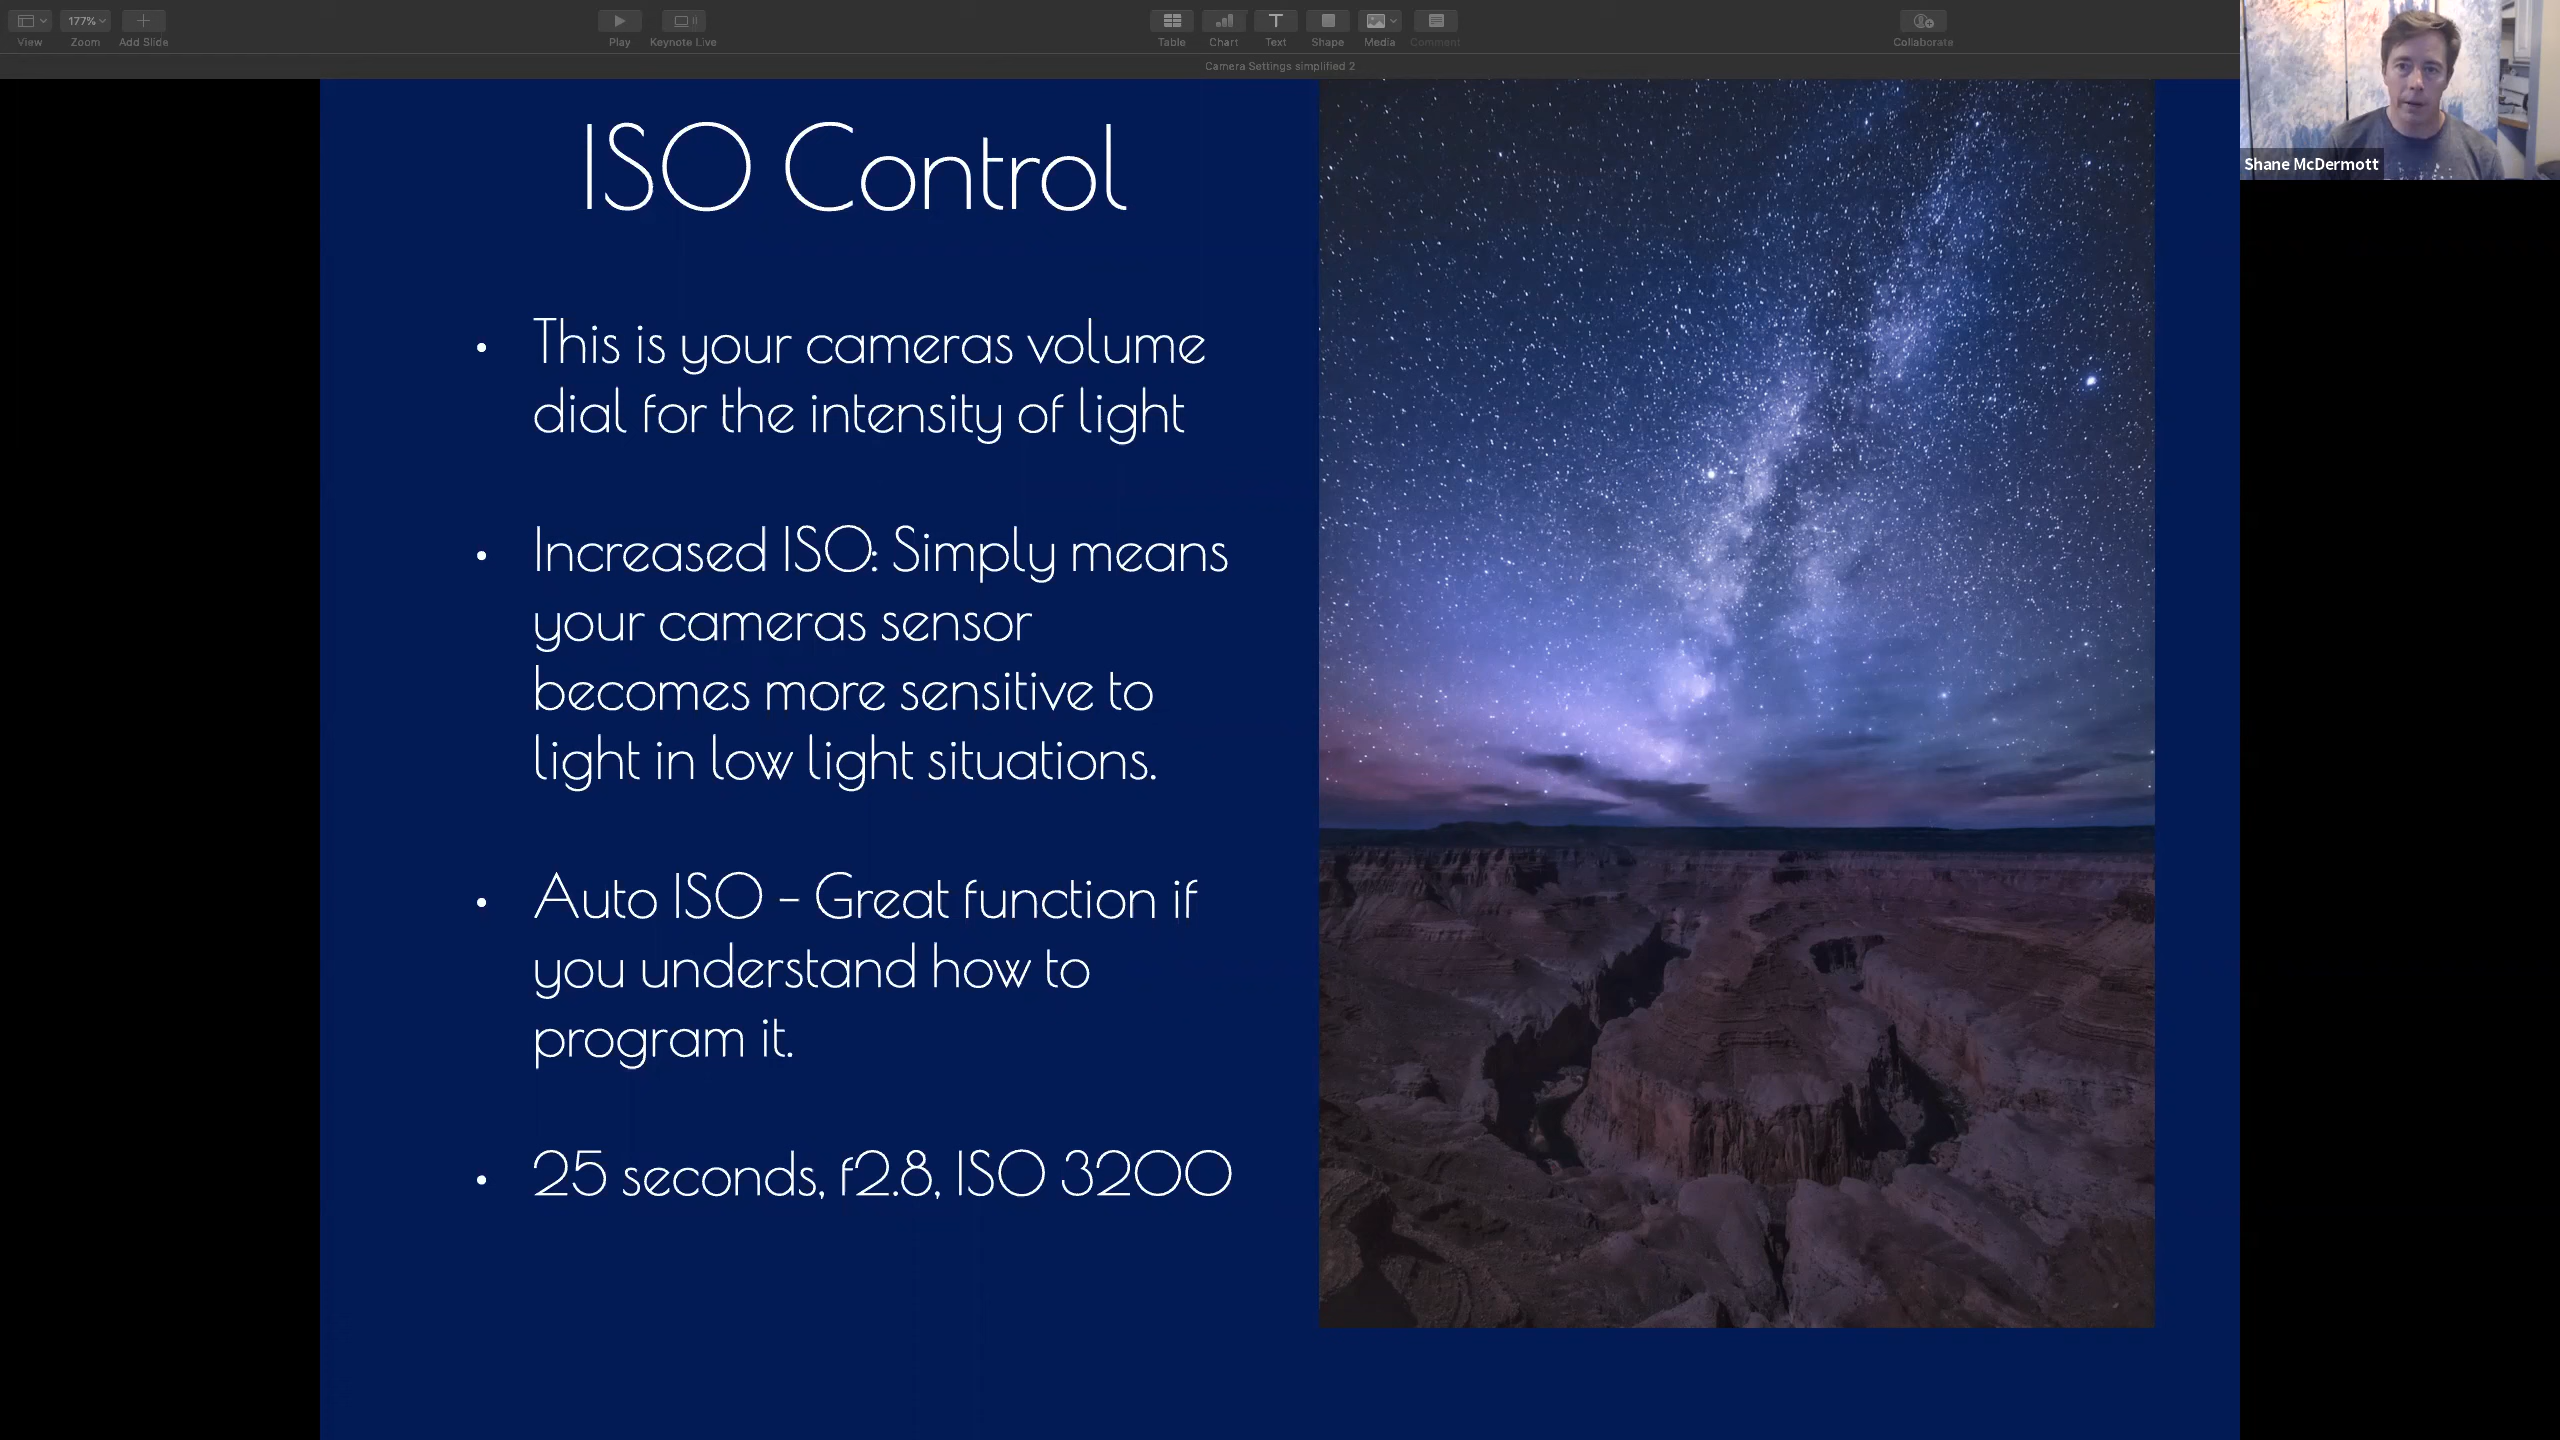 177%
View
Zoom
Add Slide
Play
Keynote Live
Table
Chart
T
Text
Shape
Media
Comment
Collaborate
Camera Settings simplified 2
Shane McDermott
ISO Control
• This is your cameras volume
dial for the intensity of light
• Increased ISO: Simply means
your cameras sensor
becomes more sensitive to
light in low light situations.
• Auto ISO – Great function if
you understand how to
program it.
• 25 seconds, f2.8, ISO 3200